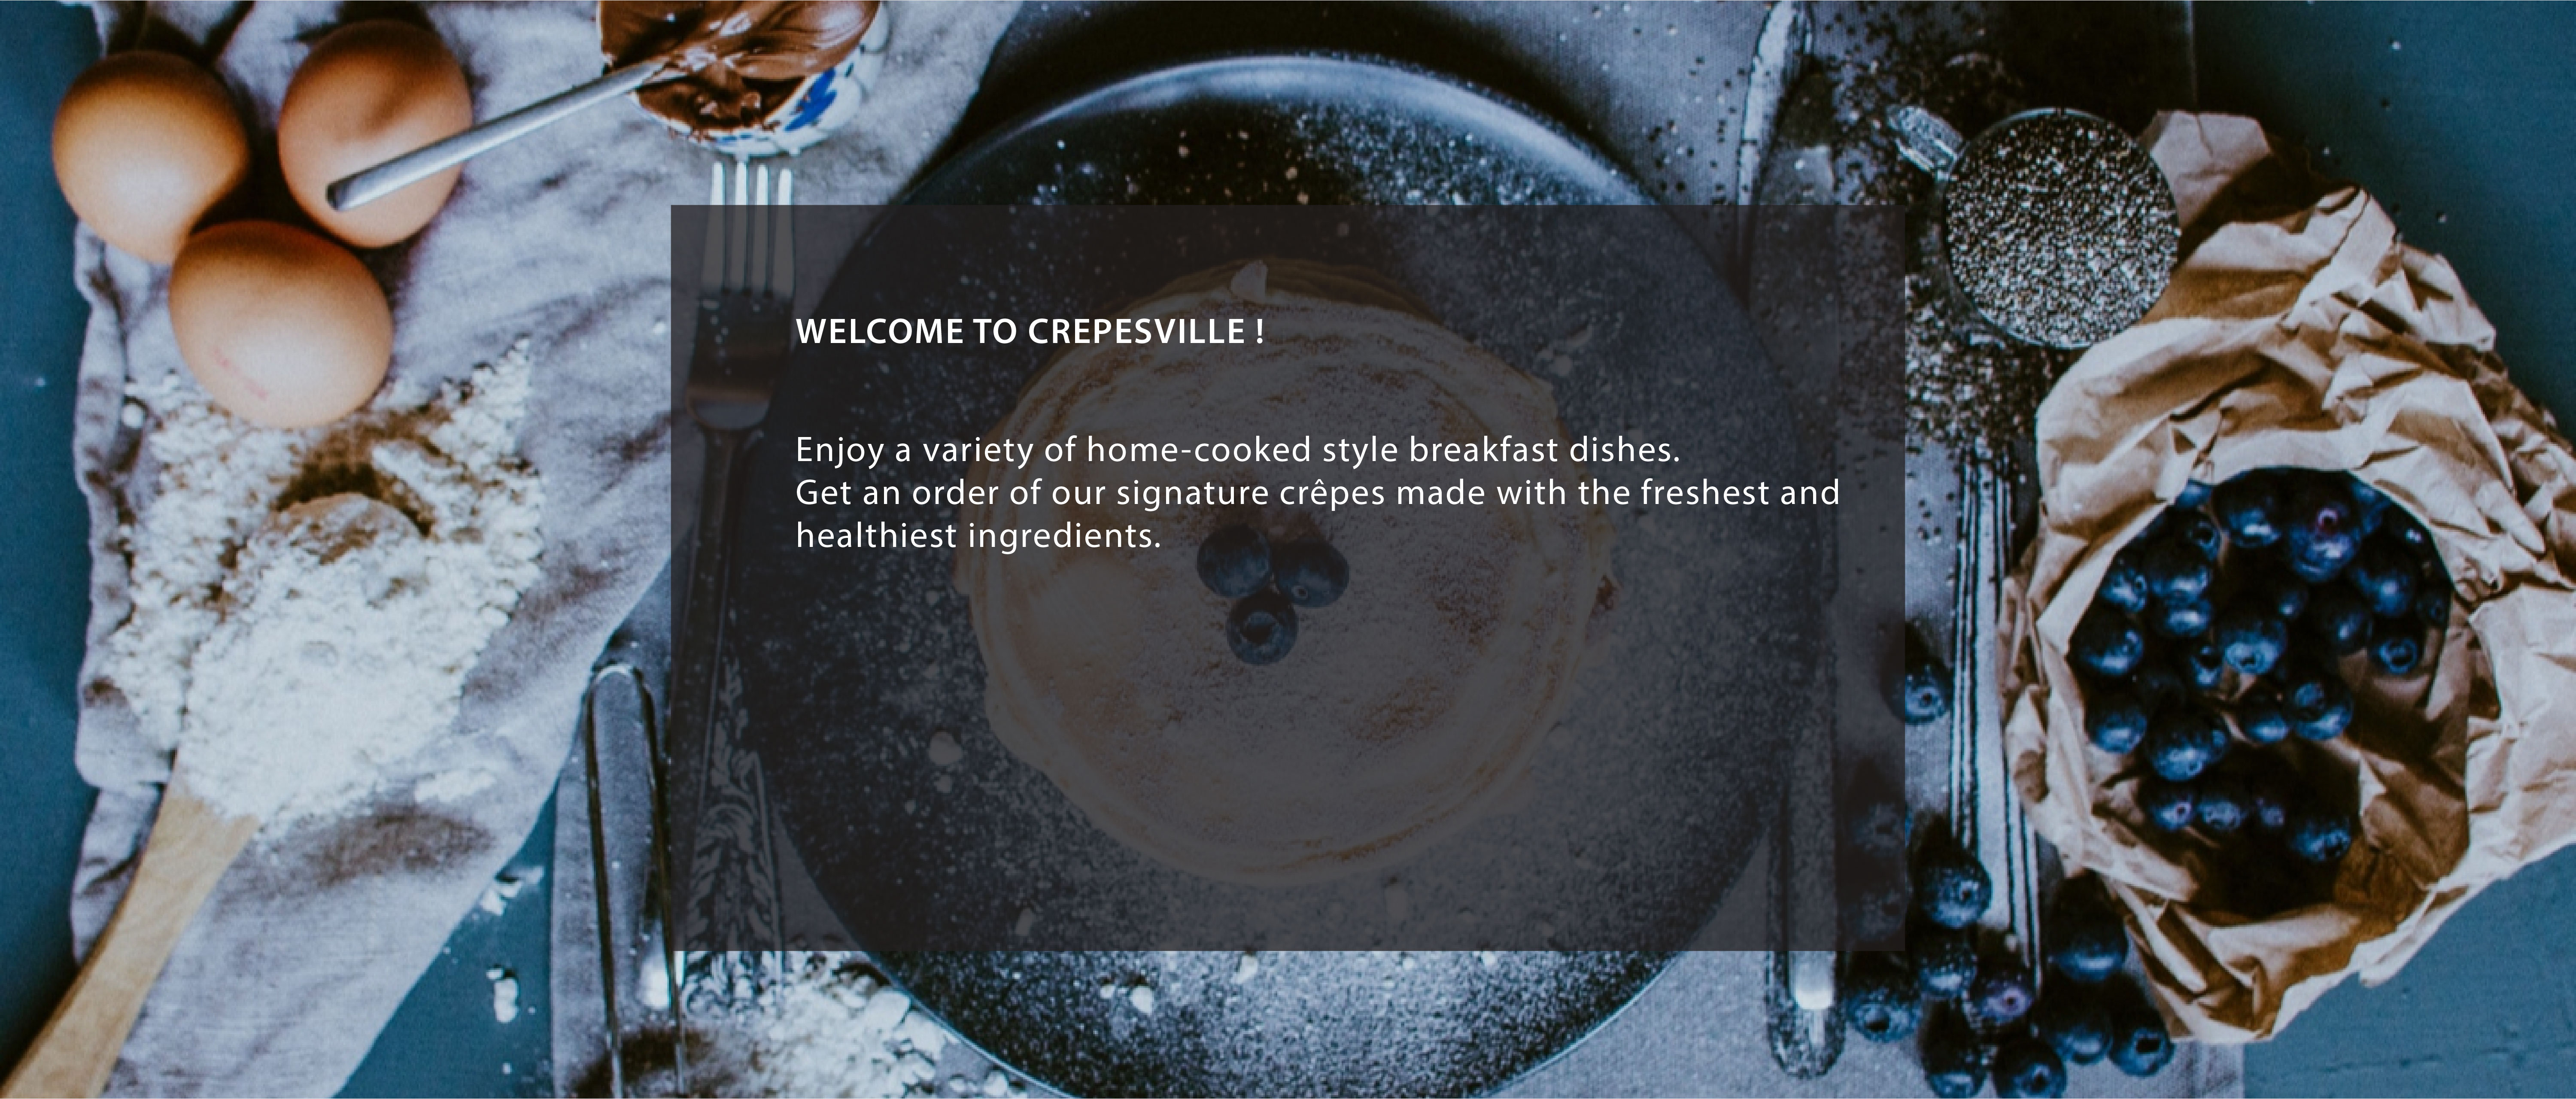 WELCOME TO CREPESVILLE !
Enjoy a variety of home-cooked style breakfast dishes.
Get an order of our signature crêpes made with the freshest and
healthiest ingredients.